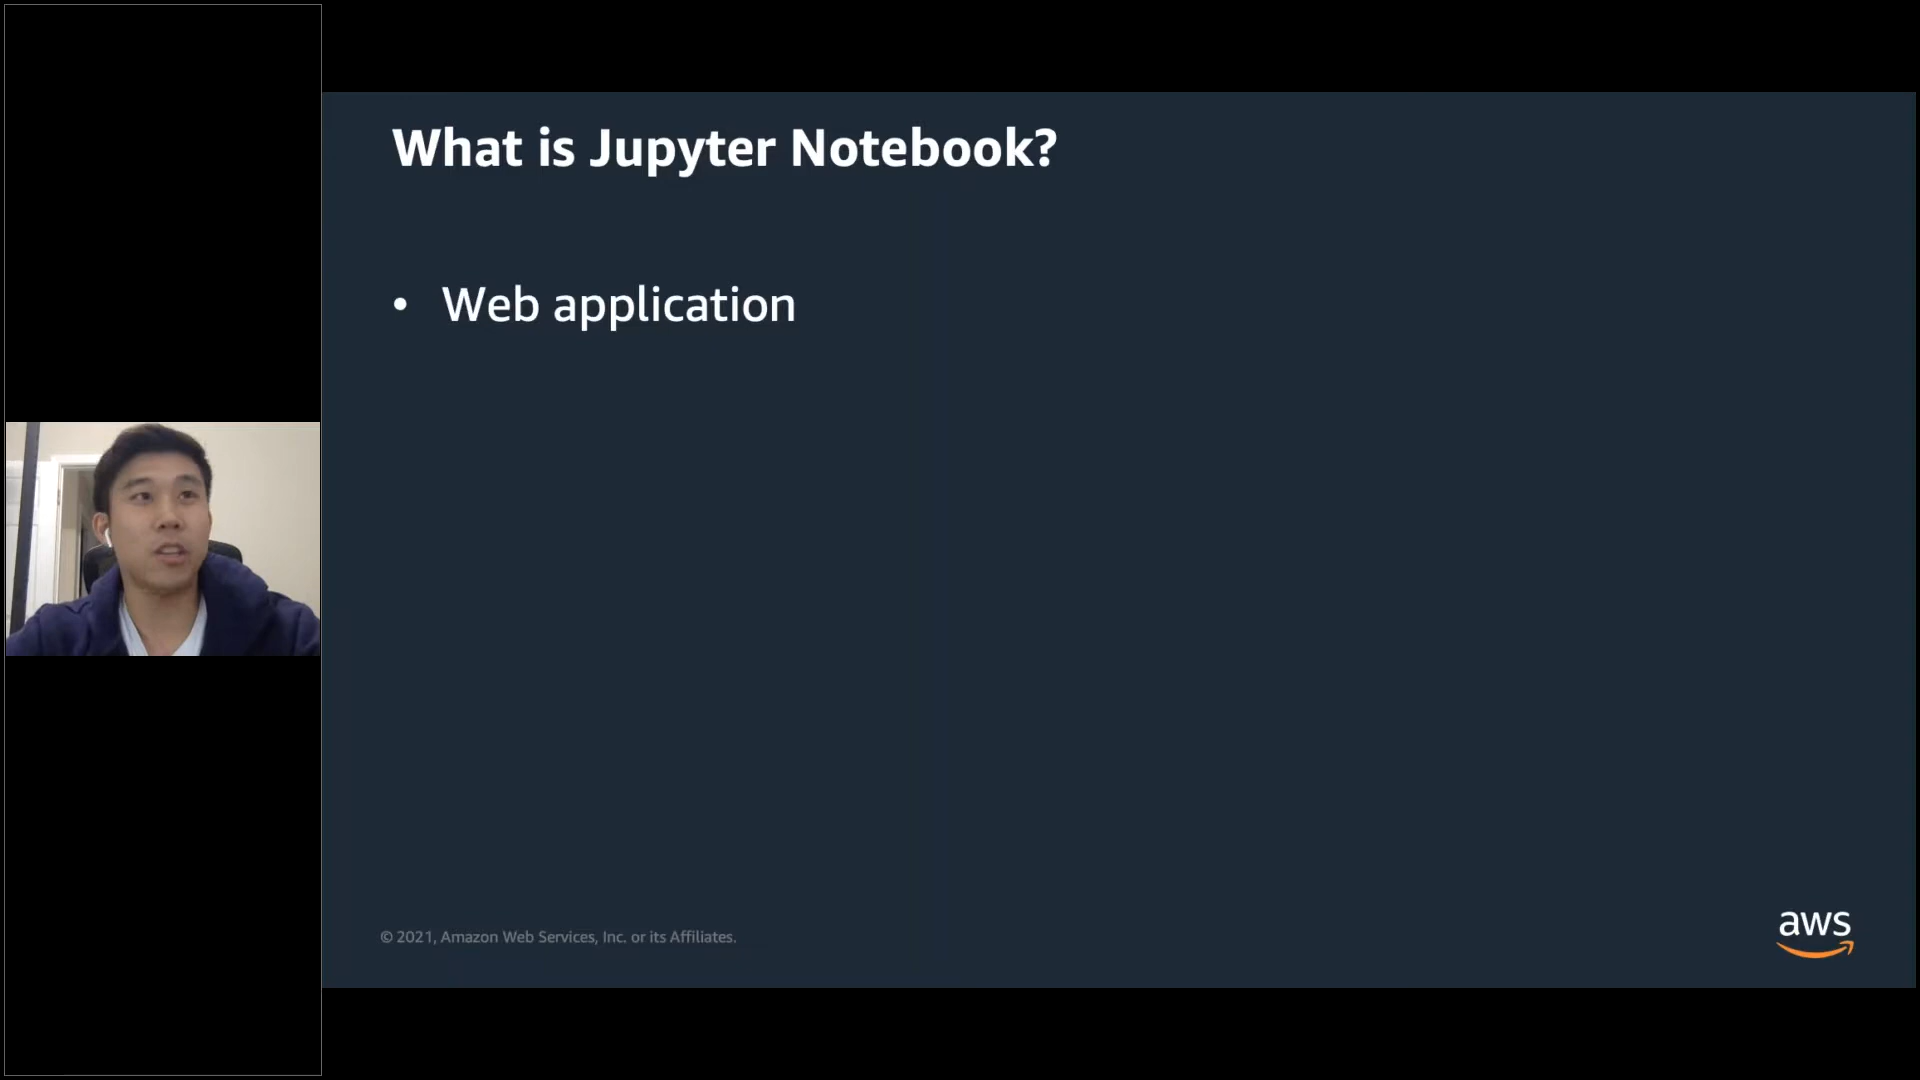 What is Jupyter Notebook?
• Web application
© 2021, Amazon Web Services, Inc. or its Affiliates.
aws